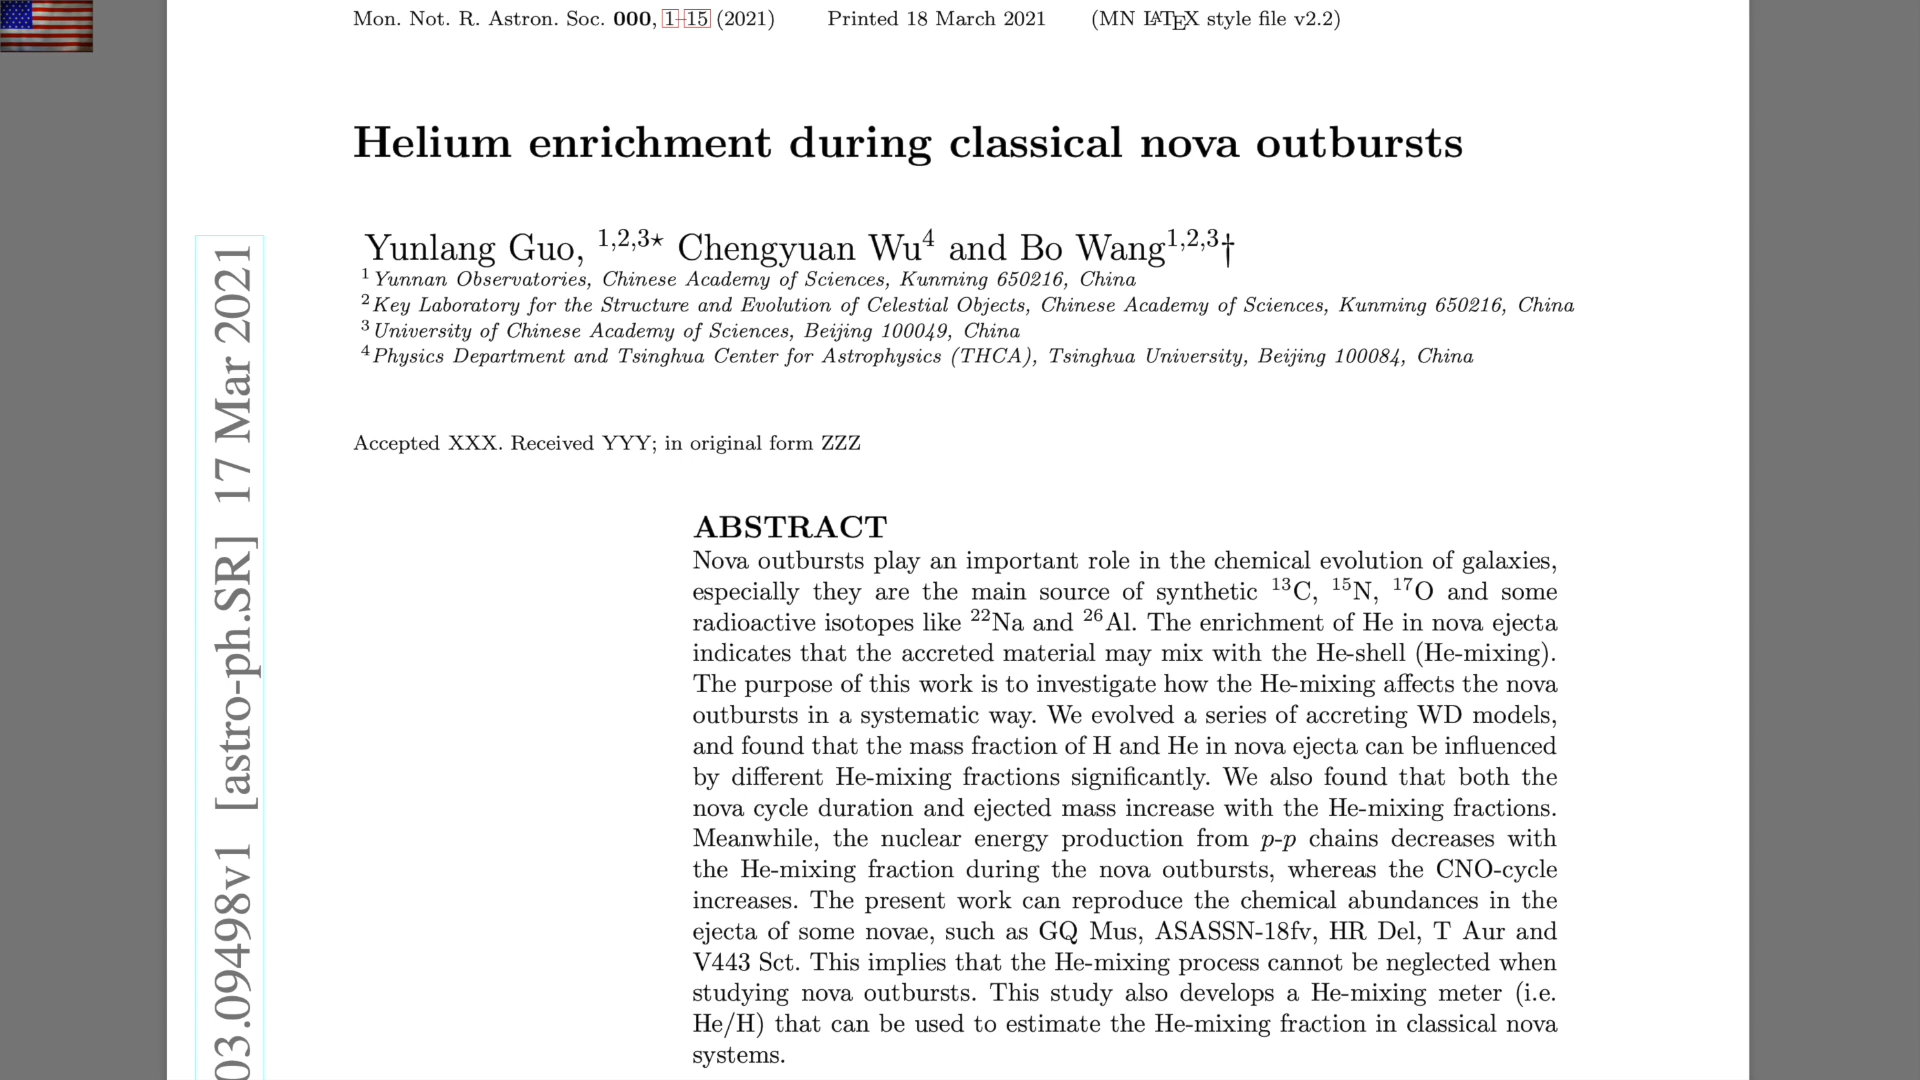 Mon. Not. R. Astron. Soc. 000, 1–15 (2021) Printed 18 March 2021 (MN LATEX style file v2.2)
Helium enrichment during classical nova outbursts
Yunlang Guo, 1,2,3⋆ Chengyuan Wu4 and Bo Wang1,2,3†
1 Yunnan Observatories, Chinese Academy of Sciences, Kunming 650216, China
2 Key Laboratory for the Structure and Evolution of Celestial Objects, Chinese Academy of Sciences, Kunming 650216, China
3 University of Chinese Academy of Sciences, Beijing 100049, China
4 Physics Department and Tsinghua Center for Astrophysics (THCA), Tsinghua University, Beijing 100084, China
Accepted XXX. Received YYY; in original form ZZZ
ABSTRACT
Nova outbursts play an important role in the chemical evolution of galaxies,
especially they are the main source of synthetic 13C, 15N, 17O and some
radioactive isotopes like 22Na and 26Al. The enrichment of He in nova ejecta
indicates that the accreted material may mix with the He-shell (He-mixing).
The purpose of this work is to investigate how the He-mixing affects the nova
outbursts in a systematic way. We evolved a series of accreting WD models,
and found that the mass fraction of H and He in nova ejecta can be influenced
by different He-mixing fractions significantly. We also found that both the
nova cycle duration and ejected mass increase with the He-mixing fractions.
Meanwhile, the nuclear energy production from p-p chains decreases with
the He-mixing fraction during the nova outbursts, whereas the CNO-cycle
increases. The present work can reproduce the chemical abundances in the
ejecta of some novae, such as GQ Mus, ASASSN-18fv, HR Del, T Aur and
V443 Sct. This implies that the He-mixing process cannot be neglected when
studying nova outbursts. This study also develops a He-mixing meter (i.e.
He/H) that can be used to estimate the He-mixing fraction in classical nova
systems.
03.09498v1 [astro-ph.SR] 17 Mar 2021